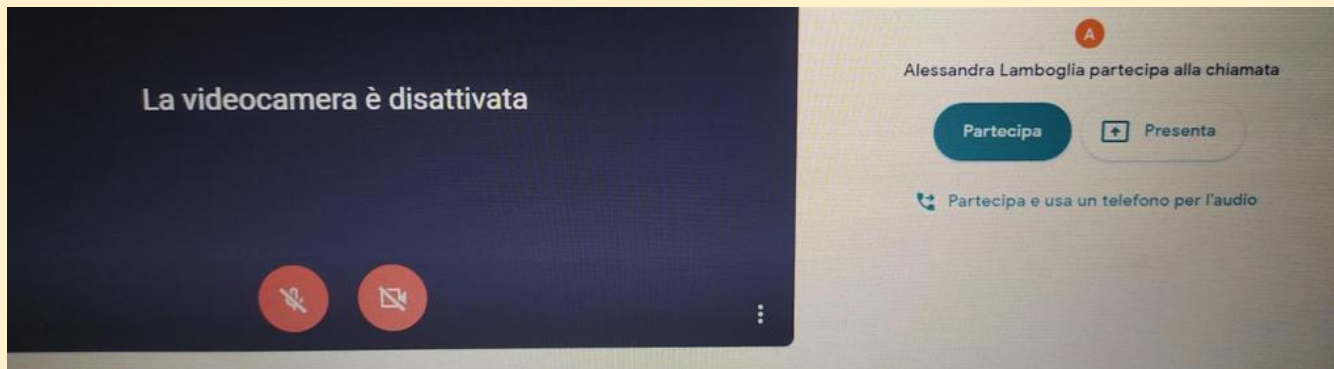 La videocamera è disattivata
A
Alessandra Lamboglia partecipa alla chiamata
Partecipa
Presenta
Partecipa e usa un telefono per l'audio